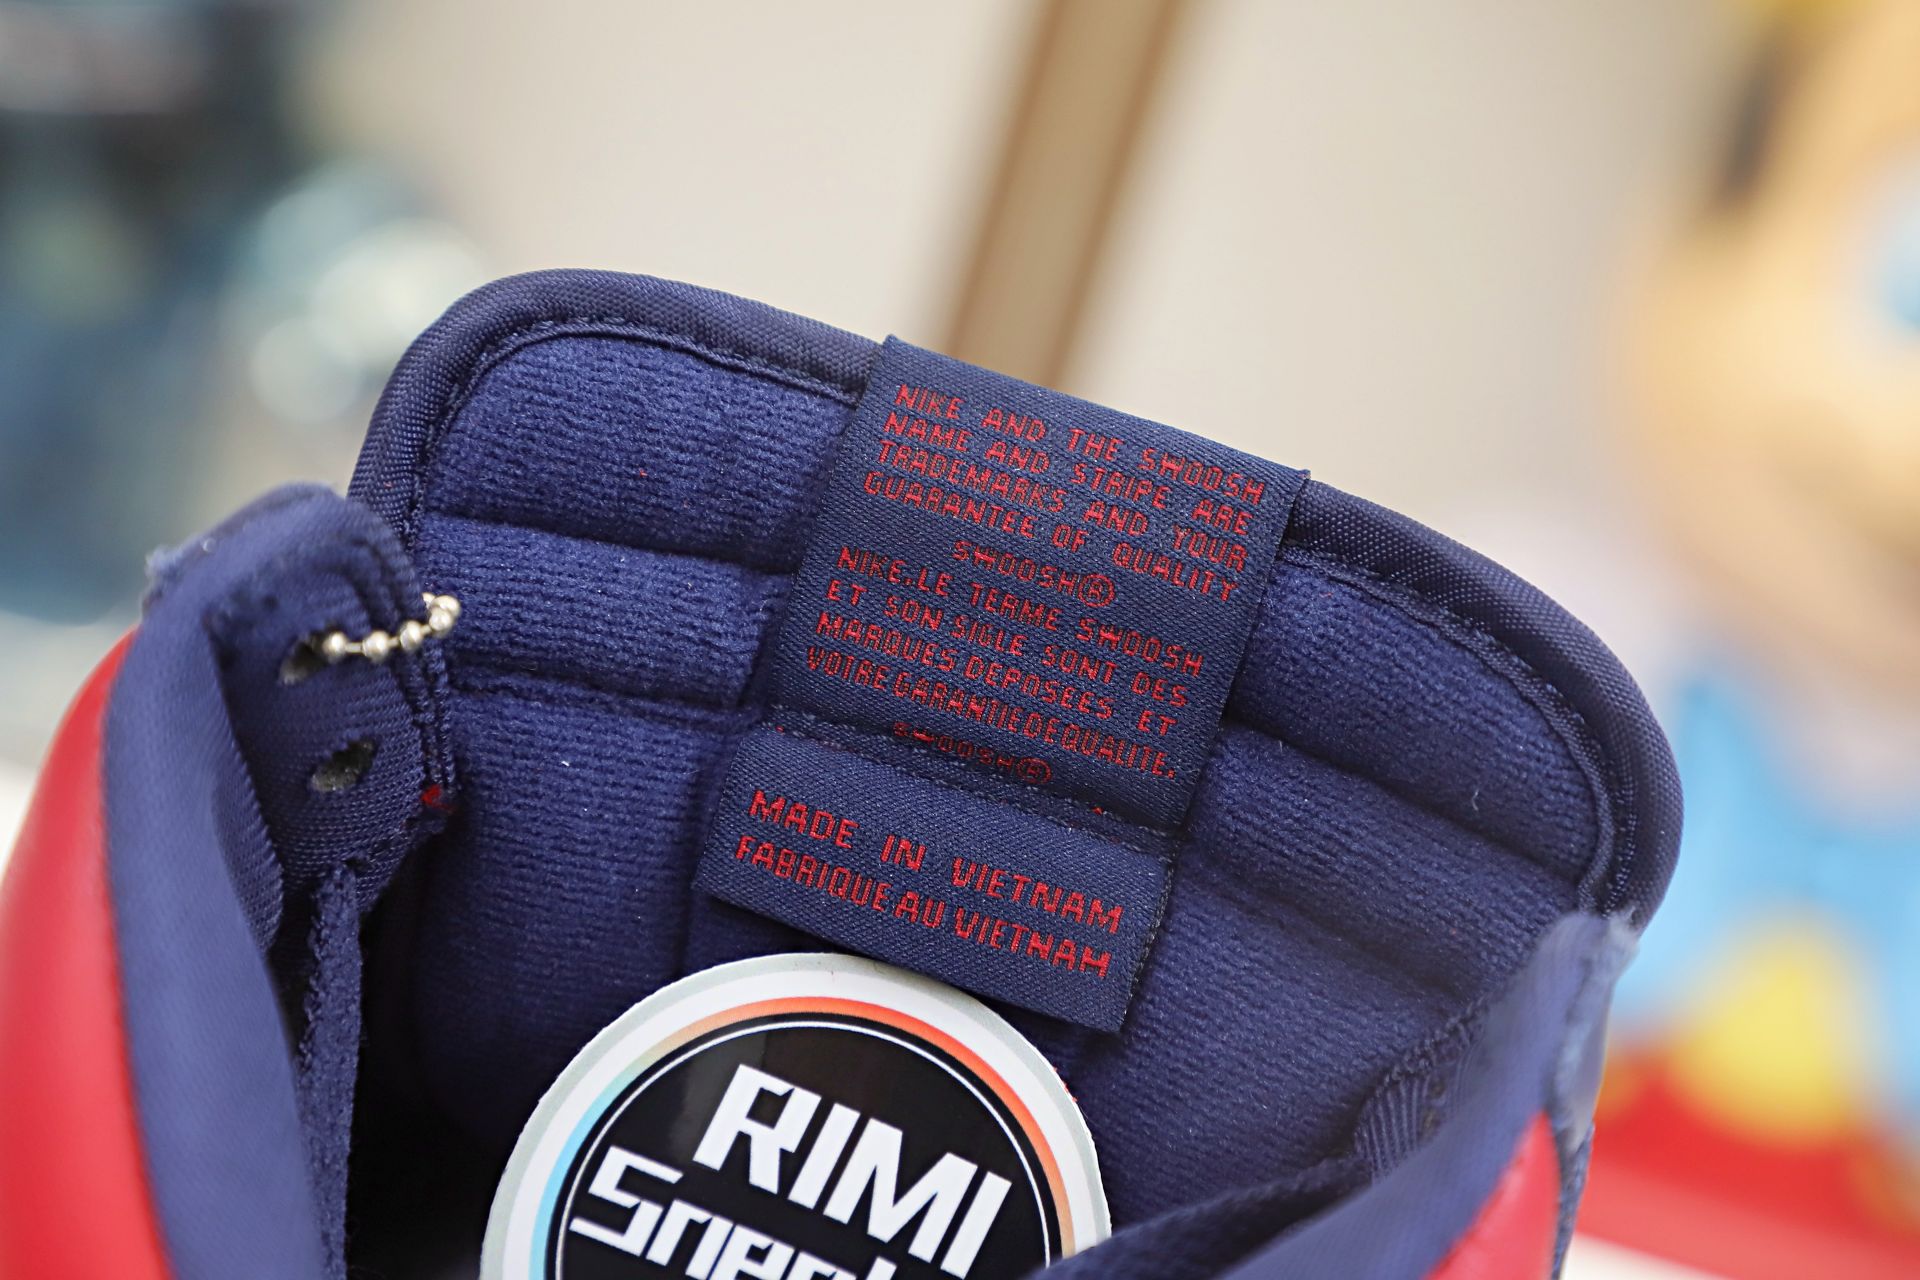 NIKE AND THE SWOOSH
NAME AND STRIPE ARE
TRADEMARKS AND YOUR
GUARANTEE OF QUALITY
SWOOSH®
NIKE,LE TERME SWOOSH
ET SON SIGLE SONT DES
MARQUES DEPOSEES ET
VOTRE GARANTIE DE QUALITE.
SWOOSH®
MADE IN VIETNAM
FABRIQUE AU VIETNAM
RIMI